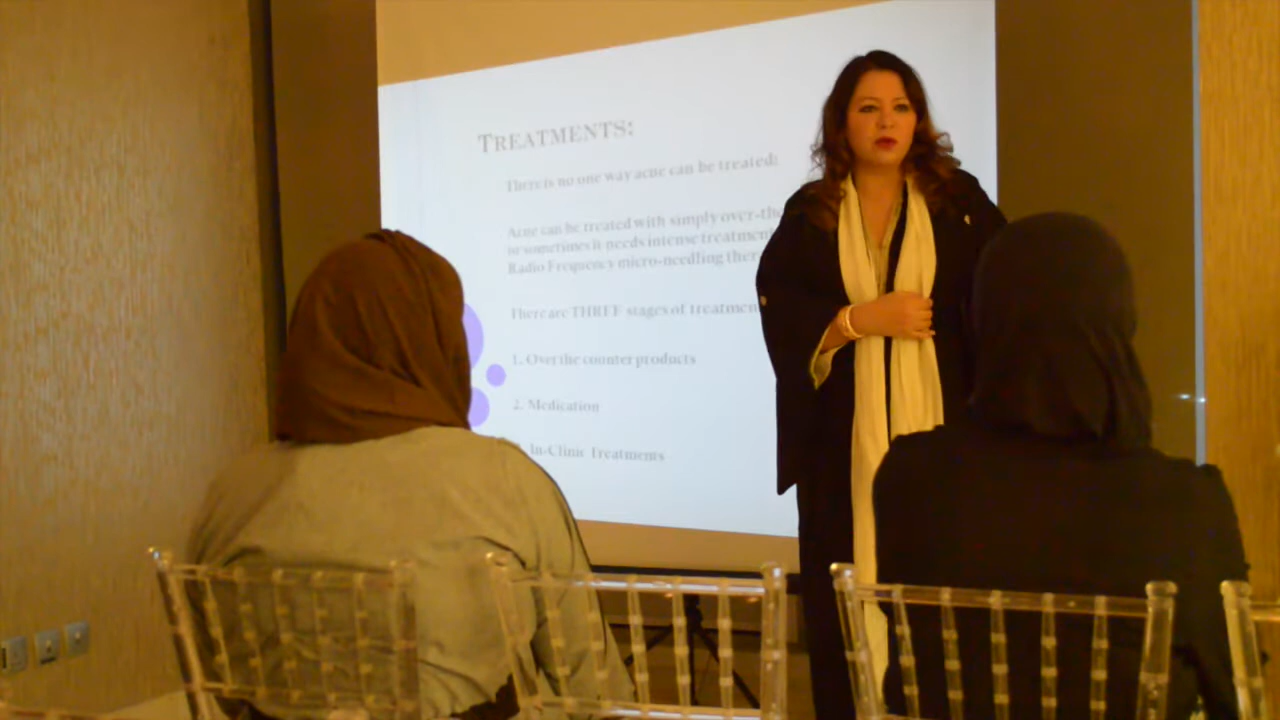 TREATMENTS:
There is no one way acne can be treated:
Acne can be treated with simply over-the
or sometimes it needs intense treatment
Radio Frequency micro-needling ther
There are THREE stages of treatmen
1. Over the counter products
2. Medication
In-Clinic Treatments